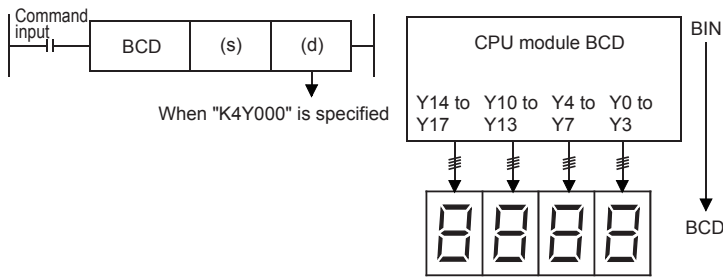 Command
input
BCD (s) (d)
When "K4Y000" is specified
CPU module BCD
Y14 to Y10 to Y4 to Y0 to
Y17 Y13 Y7 Y3
BIN
BCD